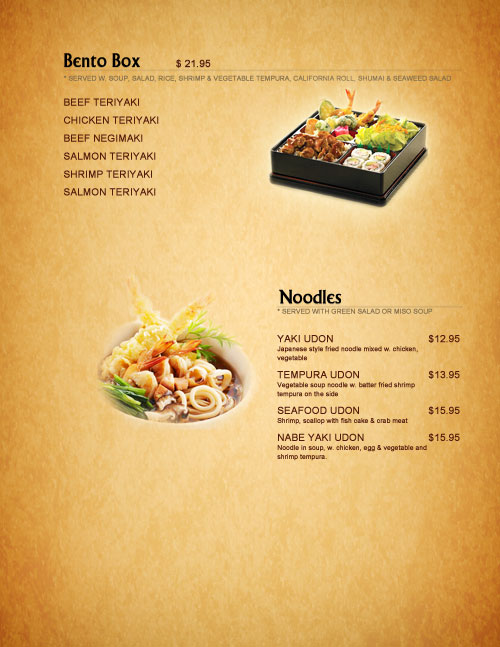 Bento Box $ 21.95
* SERVED W. SOUP, SALAD, RICE, SHRIMP & VEGETABLE TEMPURA, CALIFORNIA ROLL, SHUMAI & SEAWEED SALAD
BEEF TERIYAKI
CHICKEN TERIYAKI
BEEF NEGIMAKI
SALMON TERIYAKI
SHRIMP TERIYAKI
SALMON TERIYAKI
Noodles
* SERVED WITH GREEN SALAD OR MISO SOUP
YAKI UDON $12.95
Japanese style fried noodle mixed w. chicken,
vegetable
TEMPURA UDON $13.95
Vegetable soup noodle w. batter fried shrimp
tempura on the side
SEAFOOD UDON $15.95
Shrimp, scallop with fish cake & crab meat
NABE YAKI UDON $15.95
Noodle in soup, w. chicken, egg & vegetable and
shrimp tempura.